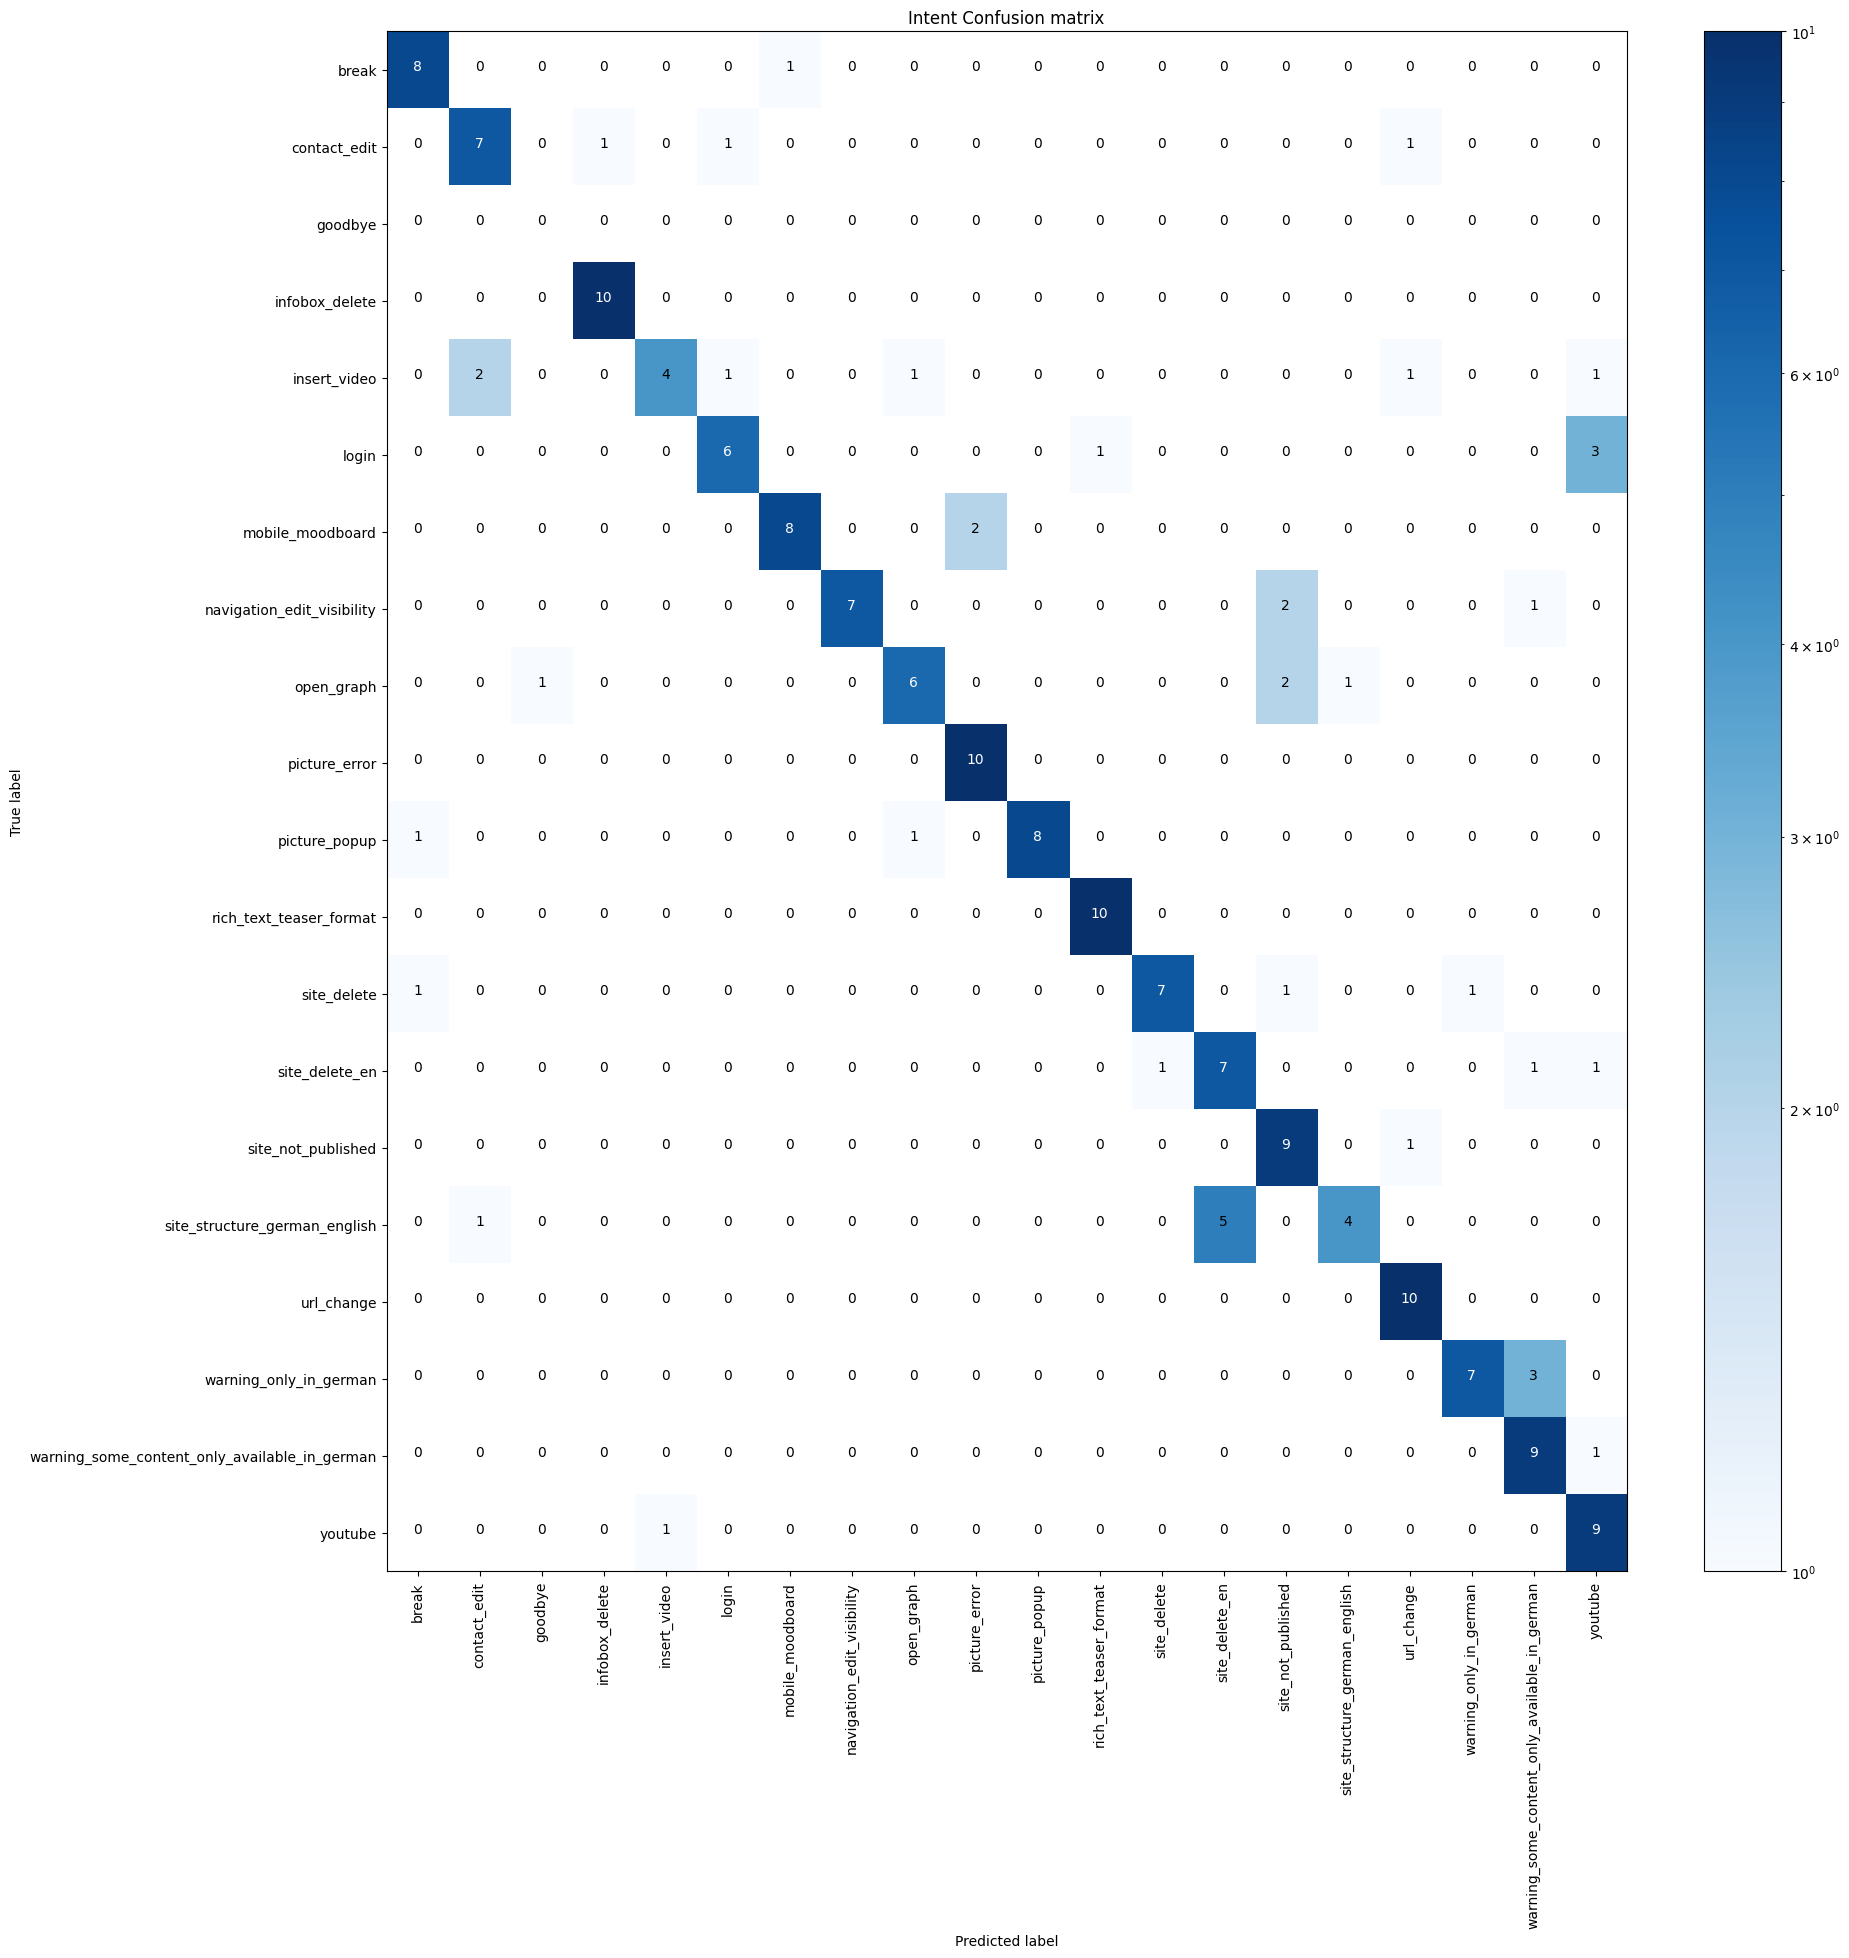 Intent Confusion matrix
break 8 0 0 0 0 0 1 0 0 0 0 0 0 0 0 0 0 0 0 0
contact_edit 0 7 0 1 0 1 0 0 0 0 0 0 0 0 0 0 1 0 0 0
goodbye 0 0 0 0 0 0 0 0 0 0 0 0 0 0 0 0 0 0 0 0
infobox_delete 0 0 0 10 0 0 0 0 0 0 0 0 0 0 0 0 0 0 0 0
insert_video 0 2 0 0 4 1 0 0 1 0 0 0 0 0 0 0 1 0 0 1
login 0 0 0 0 0 6 0 0 0 0 0 1 0 0 0 0 0 0 0 3
mobile_moodboard 0 0 0 0 0 0 8 0 0 2 0 0 0 0 0 0 0 0 0 0
navigation_edit_visibility 0 0 0 0 0 0 0 7 0 0 0 0 0 0 2 0 0 0 1 0
open_graph 0 0 1 0 0 0 0 0 6 0 0 0 0 0 2 1 0 0 0 0
picture_error 0 0 0 0 0 0 0 0 0 10 0 0 0 0 0 0 0 0 0 0
picture_popup 1 0 0 0 0 0 0 0 1 0 8 0 0 0 0 0 0 0 0 0
rich_text_teaser_format 0 0 0 0 0 0 0 0 0 0 0 10 0 0 0 0 0 0 0 0
site_delete 1 0 0 0 0 0 0 0 0 0 0 0 7 0 1 0 0 1 0 0
site_delete_en 0 0 0 0 0 0 0 0 0 0 0 0 1 7 0 0 0 0 1 1
site_not_published 0 0 0 0 0 0 0 0 0 0 0 0 0 0 9 0 1 0 0 0
site_structure_german_english 0 1 0 0 0 0 0 0 0 0 0 0 0 5 0 4 0 0 0 0
url_change 0 0 0 0 0 0 0 0 0 0 0 0 0 0 0 0 10 0 0 0
warning_only_in_german 0 0 0 0 0 0 0 0 0 0 0 0 0 0 0 0 0 7 3 0
warning_some_content_only_available_in_german 0 0 0 0 0 0 0 0 0 0 0 0 0 0 0 0 0 0 9 1
youtube 0 0 0 0 1 0 0 0 0 0 0 0 0 0 0 0 0 0 0 9
True label
break
contact_edit
goodbye
infobox_delete
insert_video
login
mobile_moodboard
navigation_edit_visibility
open_graph
picture_error
picture_popup
rich_text_teaser_format
site_delete
site_delete_en
site_not_published
site_structure_german_english
url_change
warning_only_in_german
warning_some_content_only_available_in_german
youtube
Predicted label
10¹
6 × 10⁰
4 × 10⁰
3 × 10⁰
2 × 10⁰
10⁰